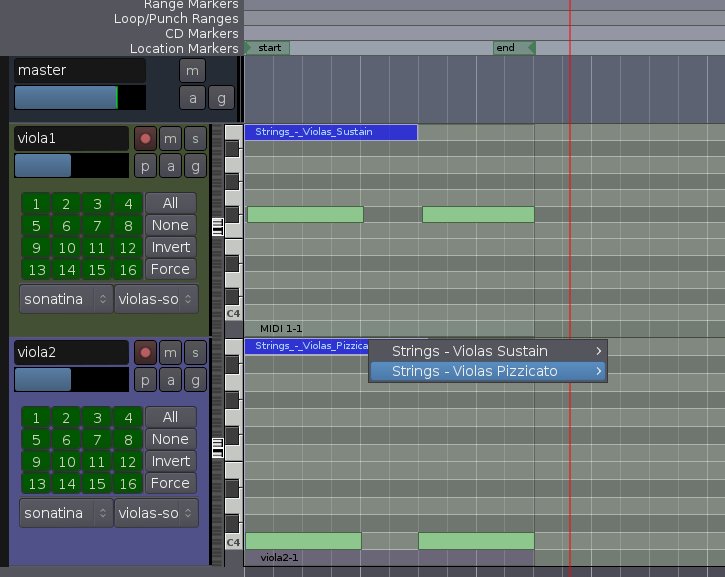 Range Markers
Loop/Punch Ranges
CD Markers
Location Markers start end
master m
a g
viola1 m s
p a g
Strings_-_Violas_Sustain
1 2 3 4 All
5 6 7 8 None
9 10 11 12 Invert
13 14 15 16 Force
sonatina violas-so
C4
MIDI 1-1
viola2 m s
p a g
Strings_-_Violas_Pizzica
Strings - Violas Sustain
Strings - Violas Pizzicato
1 2 3 4 All
5 6 7 8 None
9 10 11 12 Invert
13 14 15 16 Force
sonatina violas-so
C4
viola2-1